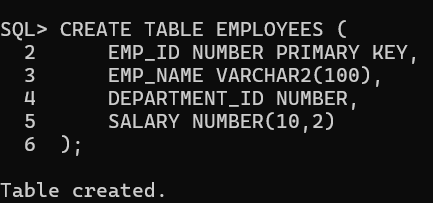 SQL> CREATE TABLE EMPLOYEES (
  2      EMP_ID NUMBER PRIMARY KEY,
  3      EMP_NAME VARCHAR2(100),
  4      DEPARTMENT_ID NUMBER,
  5      SALARY NUMBER(10,2)
  6  );
Table created.